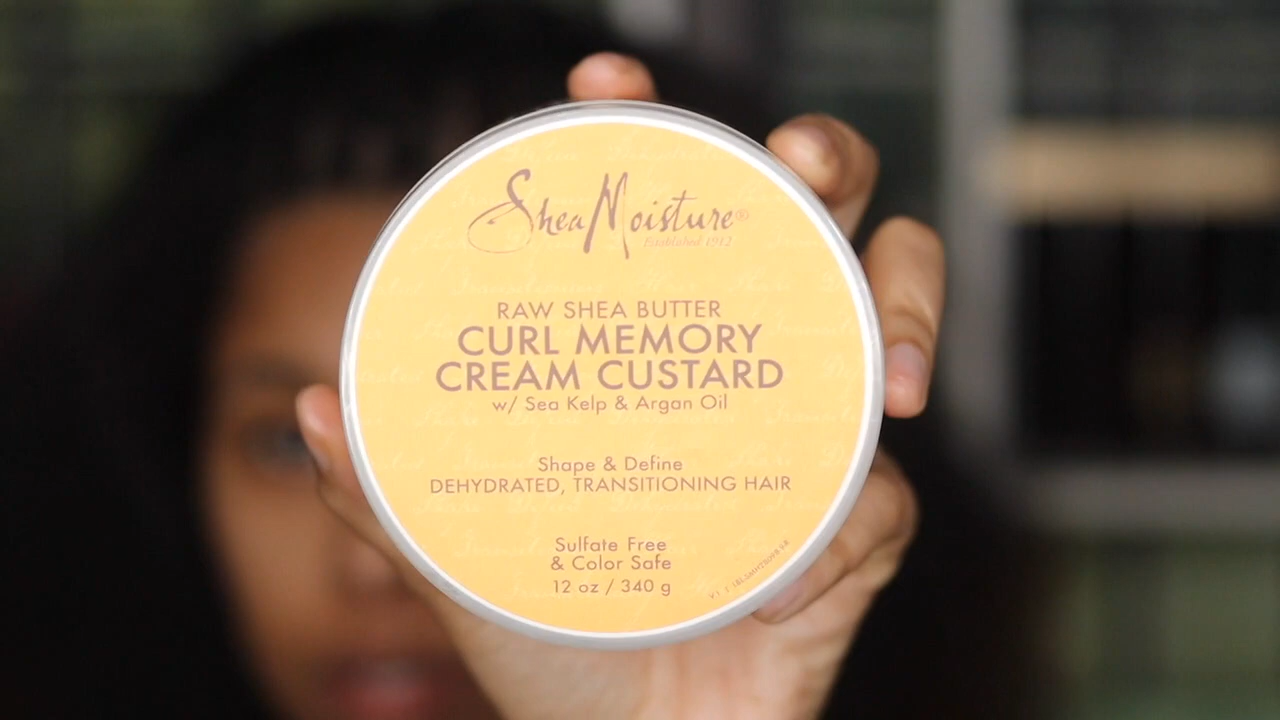 SheaMoisture®
Established 1912
RAW SHEA BUTTER
CURL MEMORY
CREAM CUSTARD
w/ Sea Kelp & Argan Oil
Shape & Define
DEHYDRATED, TRANSITIONING HAIR
Sulfate Free
& Color Safe
12 oz / 340 g